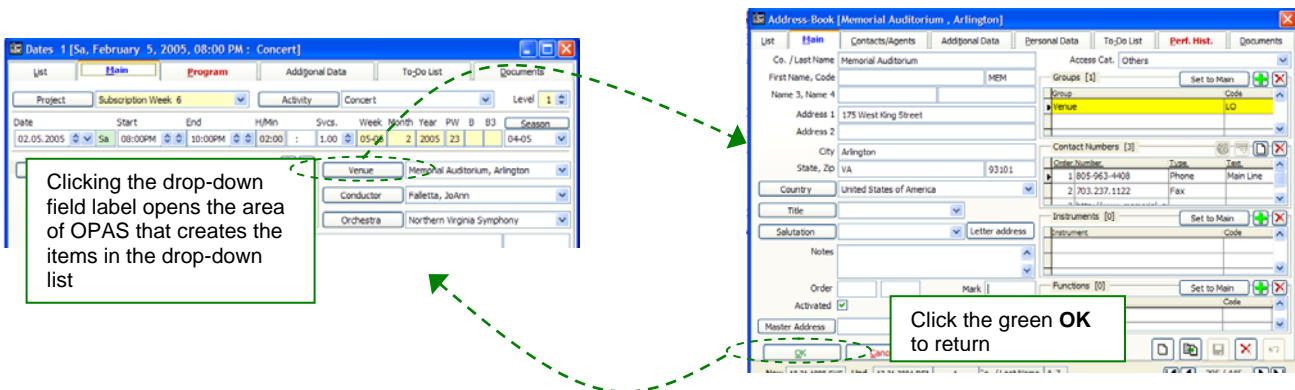 Dates 1 [Sa, February 5, 2005, 08:00 PM : Concert]
List Main Program Additional Data To-Do List Documents
Project Subscription Week 6 Activity Concert Level 1
Date Start End H/Min Svcs. Week Month Year PW B B3 Season
02.05.2005 Sa 08:00PM 10:00PM 02:00 : 1.00 05-06 2 2005 23 04-05
Venue Memorial Auditorium, Arlington
Conductor Falletta, JoAnn
Orchestra Northern Virginia Symphony
Clicking the drop-down
field label opens the area
of OPAS that creates the
items in the drop-down
list
Address-Book [Memorial Auditorium , Arlington]
List Main Contacts/Agents Additional Data Personal Data To-Do List Perf. Hist. Documents
Co. / Last Name Memorial Auditorium Access Cat. Others
First Name, Code MEM Groups [1] Set to Main
Name 3, Name 4 Group Code
Venue LO
Address 1 175 West King Street
Address 2
City Arlington Contact Numbers [3]
State, Zip VA 93101 Order Number Type Text
1 805-963-4408 Phone Main Line
Country United States of America 2 703.237.1122 Fax
Title Instruments [0] Set to Main
Salutation Letter address Instrument Code
Notes
Order Mark Functions [0] Set to Main
Activated Code
Master Address
Click the green OK
to return
OK